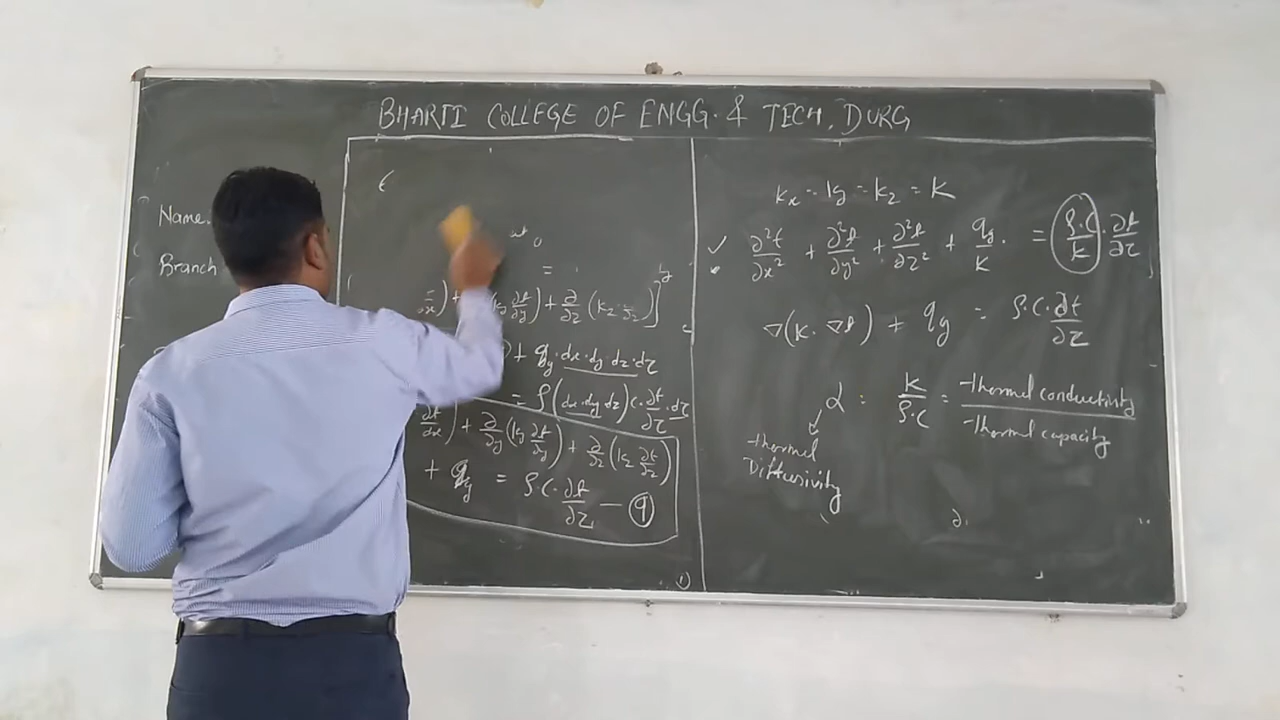 BHARTI COLLEGE OF ENGG. & TECH, DURG
Name
Branch
+ ∂/∂z (kz
+ qg · dx · dy · dz · dτ
= ρ(dx · dy dz) c · ∂t/∂τ · dτ
∂t/∂x) + ∂/∂y (ky ∂t/∂y) + ∂/∂z (kz ∂t/∂z)
+ qg = ρ.c. ∂t/∂τ — 9
kx = ky = kz = k
✓ ∂²t/∂x² + ∂²t/∂y² + ∂²t/∂z² + qg/k = (ρ.c/k) · ∂t/∂τ
∇(k. ∇t) + qg = ρ.c. ∂t/∂τ
α = k/ρ.c = thermal conductivity/thermal capacity
thermal
Diffusivity